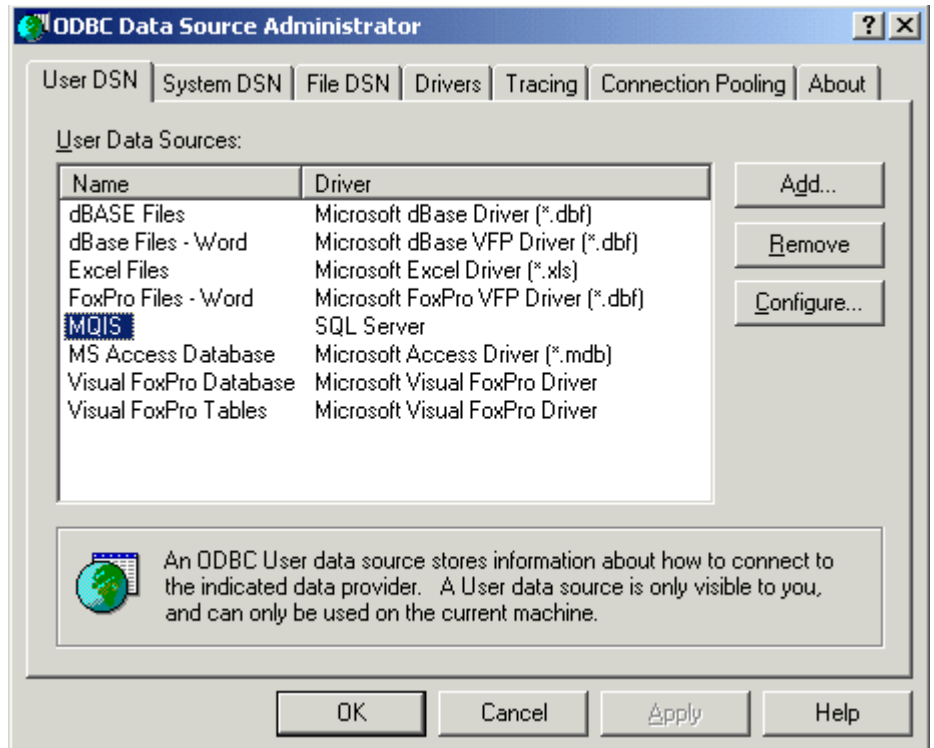 ODBC Data Source Administrator
User DSN System DSN File DSN Drivers Tracing Connection Pooling About
User Data Sources:
Name Driver
dBASE Files Microsoft dBase Driver (*.dbf)
dBase Files - Word Microsoft dBase VFP Driver (*.dbf)
Excel Files Microsoft Excel Driver (*.xls)
FoxPro Files - Word Microsoft FoxPro VFP Driver (*.dbf)
MQIS SQL Server
MS Access Database Microsoft Access Driver (*.mdb)
Visual FoxPro Database Microsoft Visual FoxPro Driver
Visual FoxPro Tables Microsoft Visual FoxPro Driver
Add...
Remove
Configure...
An ODBC User data source stores information about how to connect to
the indicated data provider. A User data source is only visible to you,
and can only be used on the current machine.
OK Cancel Apply Help